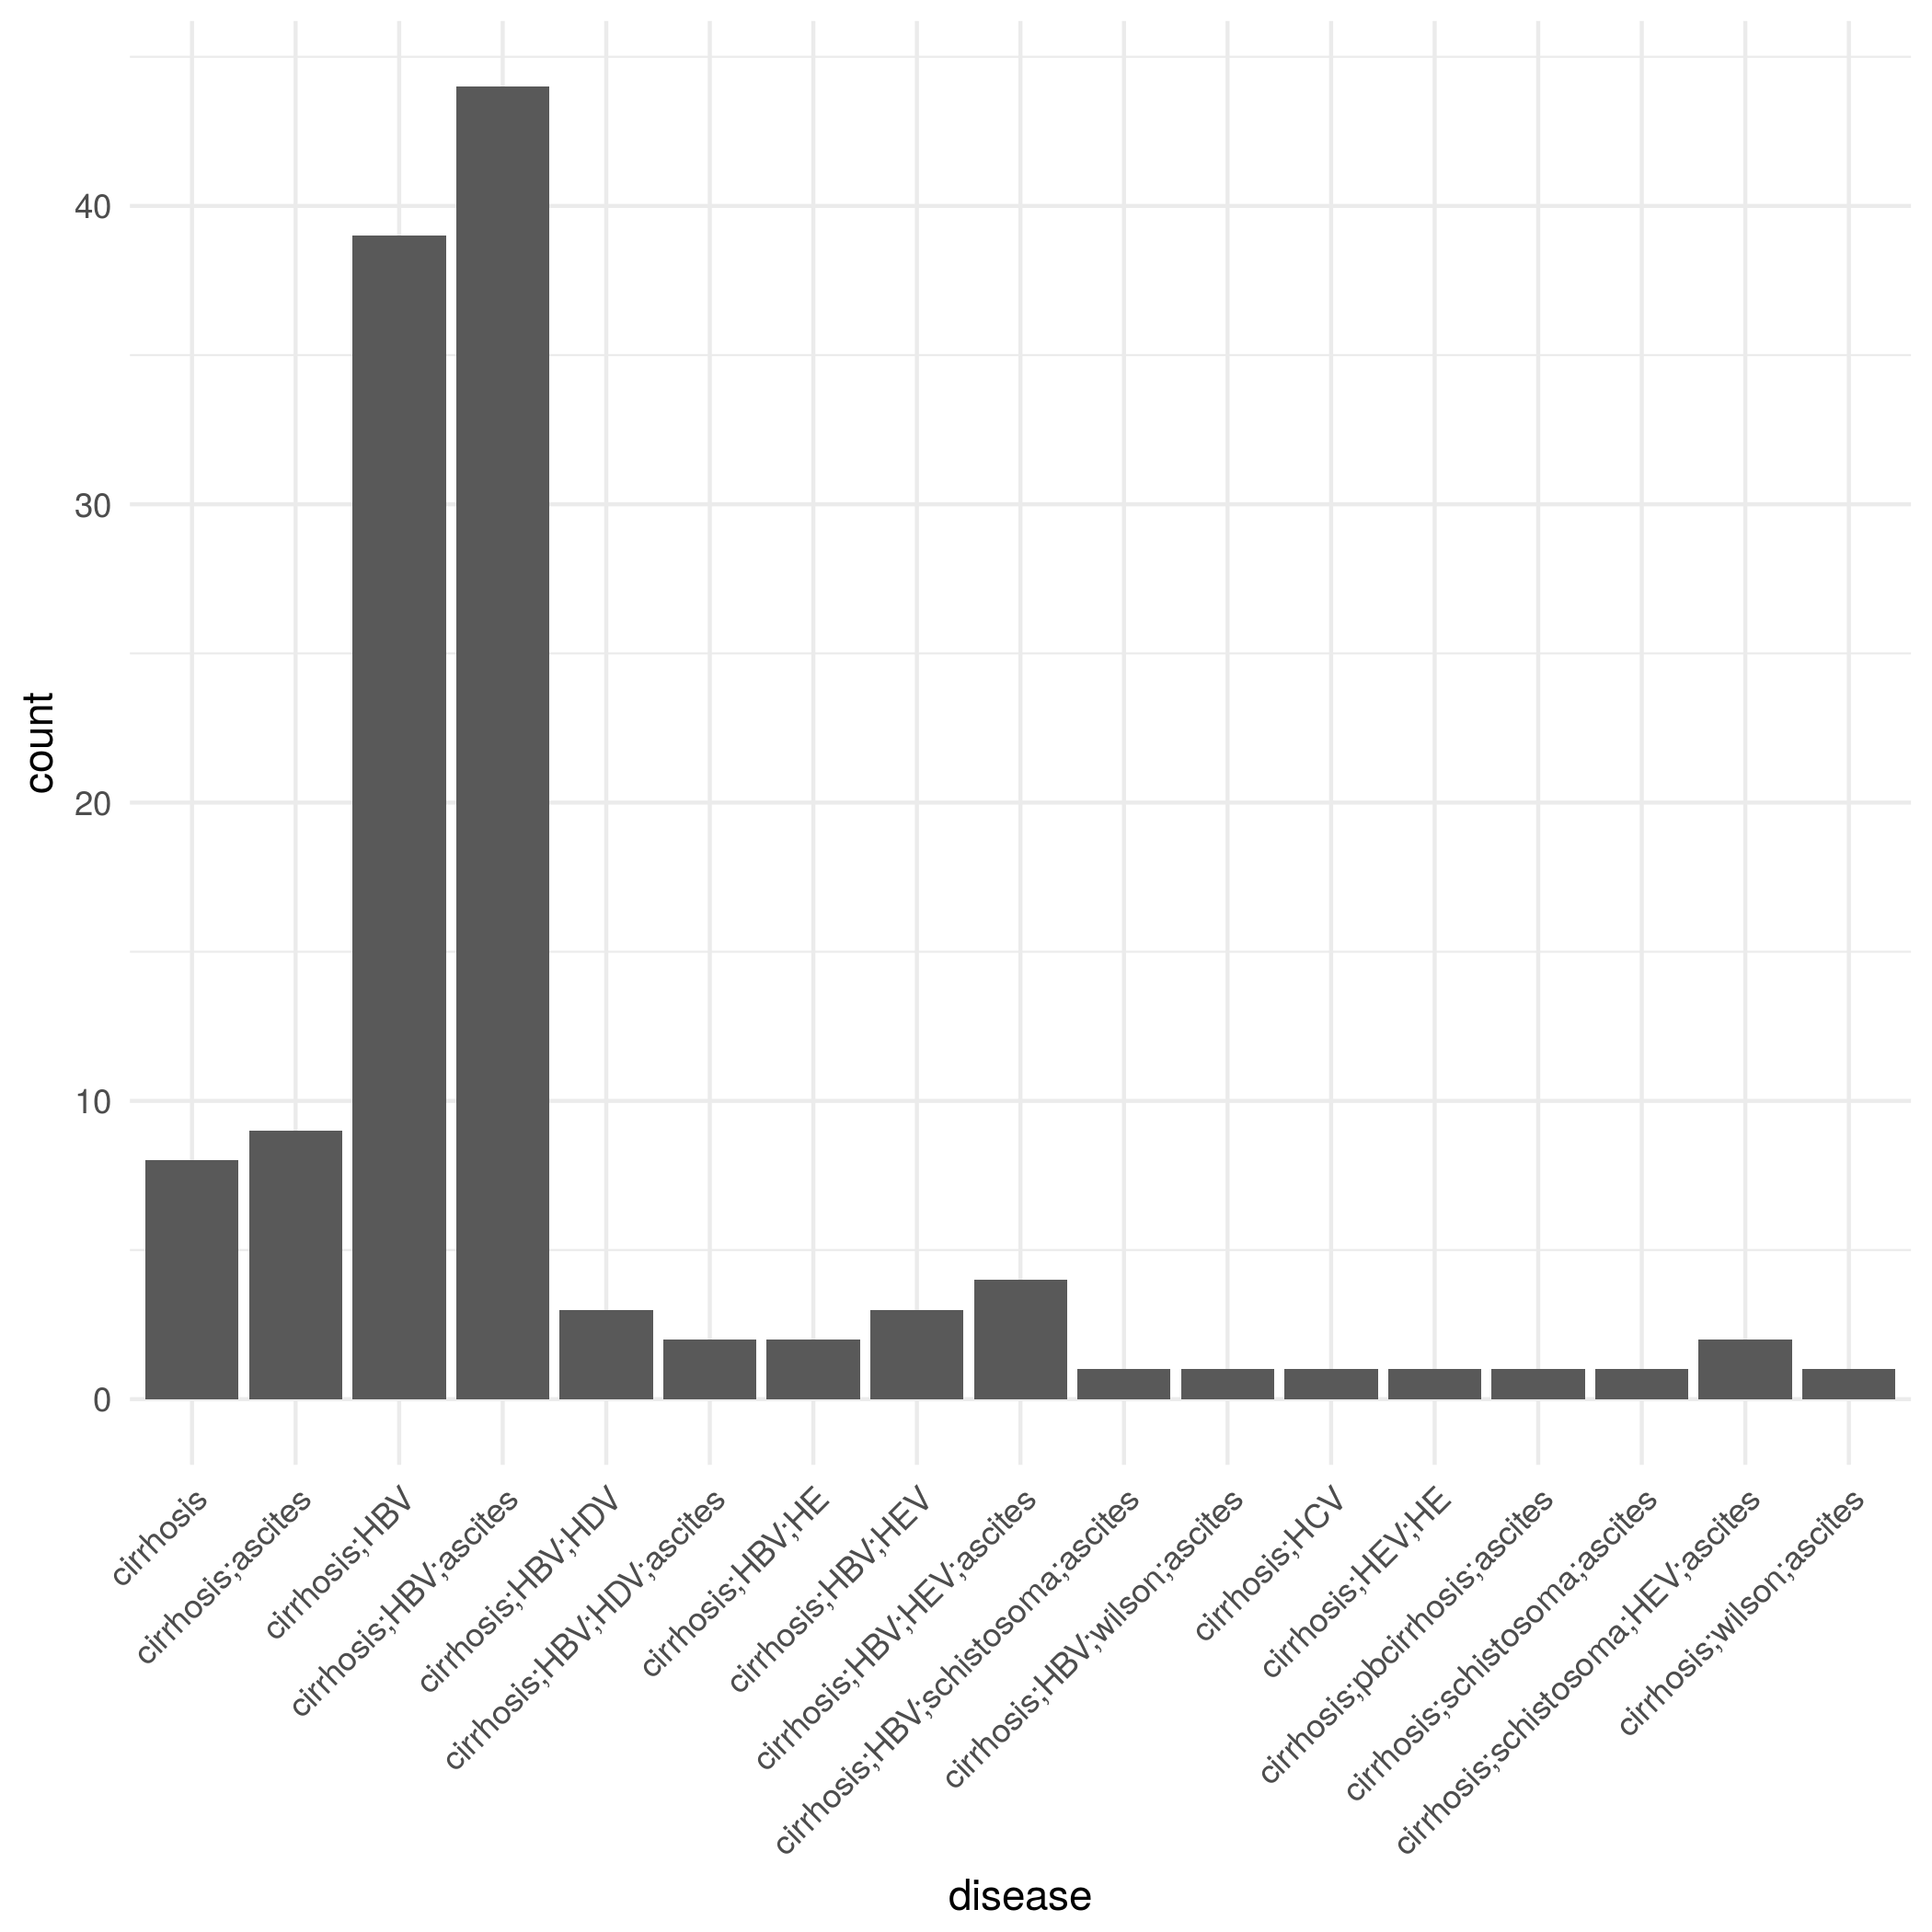 count
40
30
20
10
0
cirrhosis
cirrhosis;ascites
cirrhosis;HBV
cirrhosis;HBV;ascites
cirrhosis;HBV;HDV
cirrhosis;HBV;HDV;ascites
cirrhosis;HBV;HE
cirrhosis;HBV;HEV
cirrhosis;HBV;HEV;ascites
cirrhosis;HBV;schistosoma;ascites
cirrhosis;HBV;wilson;ascites
cirrhosis;HCV
cirrhosis;HEV;HE
cirrhosis;pbcirrhosis;ascites
cirrhosis;schistosoma;ascites
cirrhosis;schistosoma;HEV;ascites
cirrhosis;wilson;ascites
disease